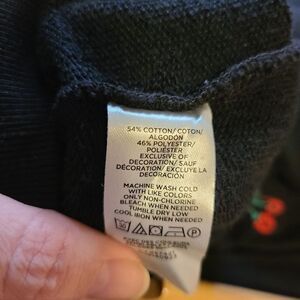 54% COTTON/ COTON/
ALGODÓN
46% POLYESTER/
POLIÉSTER
EXCLUSIVE OF
DECORATION/ SAUF
DÉCORATION/ EXCLUYE LA
DECORACIÓN
MACHINE WASH COLD
WITH LIKE COLORS
ONLY NON-CHLORINE
BLEACH WHEN NEEDED
TUMBLE DRY LOW
COOL IRON WHEN NEEDED